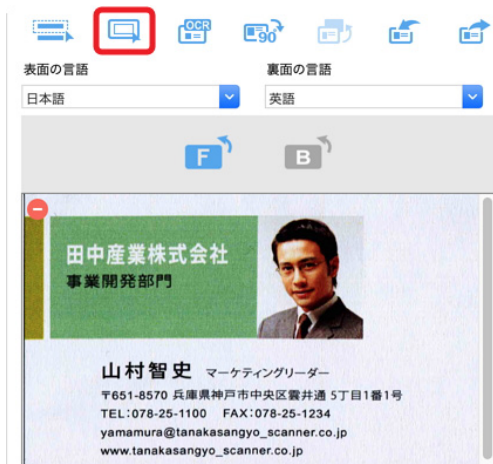 OCR
90°
表面の言語
裏面の言語
日本語
英語
F
B
田中産業株式会社
事業開発部門
山村智史 マーケティングリーダー
〒651-8570 兵庫県神戸市中央区雲井通 5丁目1番1号
TEL:078-25-1100 FAX:078-25-1234
yamamura@tanakasangyo_scanner.co.jp
www.tanakasangyo_scanner.co.jp